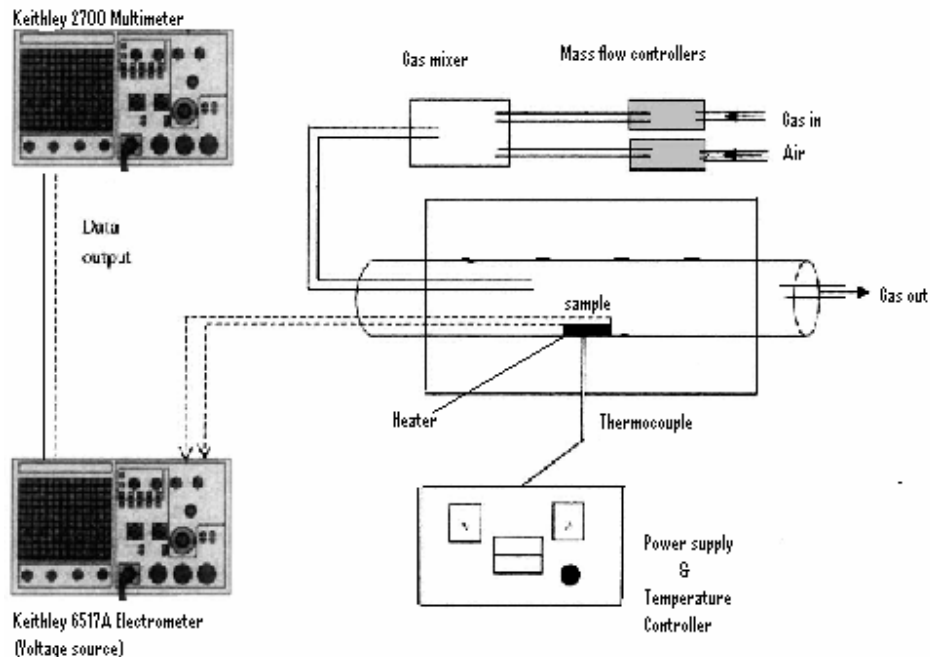 Keithley 2700 Multimeter
Gas mixer
Mass flow controllers
Gas in
Air
Data
output
sample
Gas out
Heater
Thermocouple
Power supply
&
Temperature
Controller
Keithley 6517A Electrometer
(Voltage source)